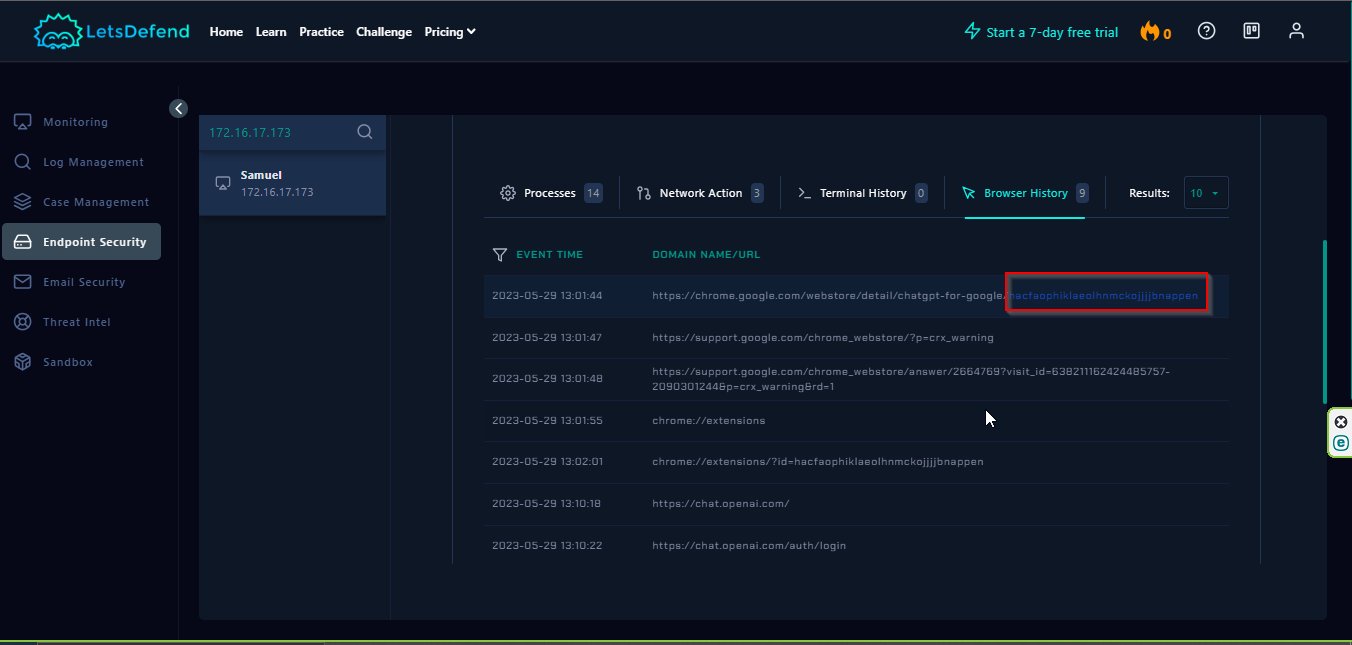 LetsDefend Home Learn Practice Challenge Pricing Start a 7-day free trial 0
Monitoring
Log Management
Case Management
Endpoint Security
Email Security
Threat Intel
Sandbox
172.16.17.173
Samuel
172.16.17.173
Processes 14 Network Action 3 Terminal History 0 Browser History 9 Results: 10
EVENT TIME DOMAIN NAME/URL
2023-05-29 13:01:44 https://chrome.google.com/webstore/detail/chatgpt-for-google/hacfaophiklaeolhnmckojjjjbnappen
2023-05-29 13:01:47 https://support.google.com/chrome_webstore/?p=crx_warning
2023-05-29 13:01:48 https://support.google.com/chrome_webstore/answer/2664769?visit_id=638211162424485757-
2090301244&p=crx_warning&rd=1
2023-05-29 13:01:55 chrome://extensions
2023-05-29 13:02:01 chrome://extensions/?id=hacfaophiklaeolhnmckojjjjbnappen
2023-05-29 13:10:18 https://chat.openai.com/
2023-05-29 13:10:22 https://chat.openai.com/auth/login